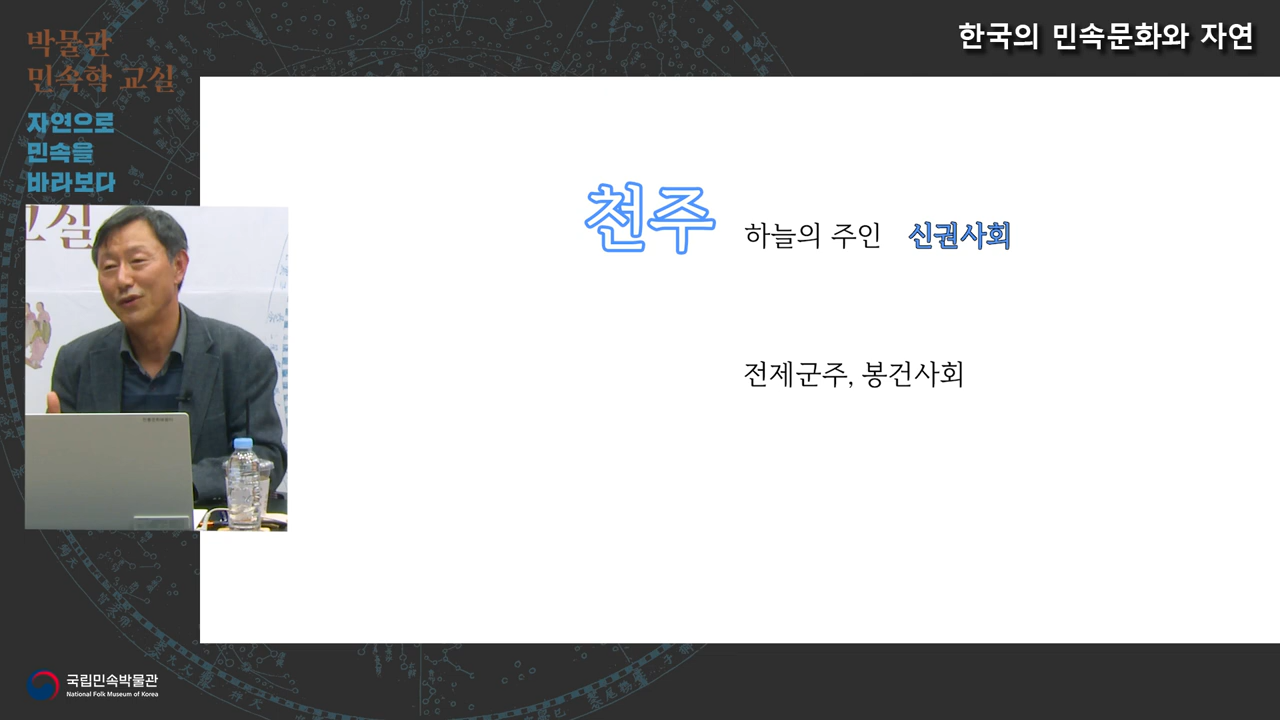 박물관
민속학 교실
자연으로
민속을
바라보다
한국의 민속문화와 자연
교실
천주 하늘의 주인 신권사회
전제군주, 봉건사회
국립민속박물관
National Folk Museum of Korea